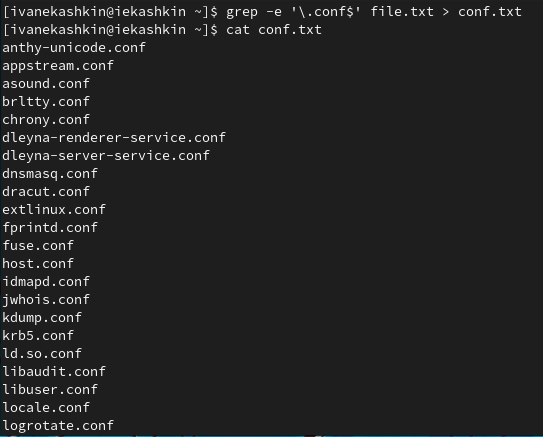 [ivanekashkin@iekashkin ~]$ grep -e '\.conf$' file.txt > conf.txt
[ivanekashkin@iekashkin ~]$ cat conf.txt
anthy-unicode.conf
appstream.conf
asound.conf
brltty.conf
chrony.conf
dleyna-renderer-service.conf
dleyna-server-service.conf
dnsmasq.conf
dracut.conf
extlinux.conf
fprintd.conf
fuse.conf
host.conf
idmapd.conf
jwhois.conf
kdump.conf
krb5.conf
ld.so.conf
libaudit.conf
libuser.conf
locale.conf
logrotate.conf